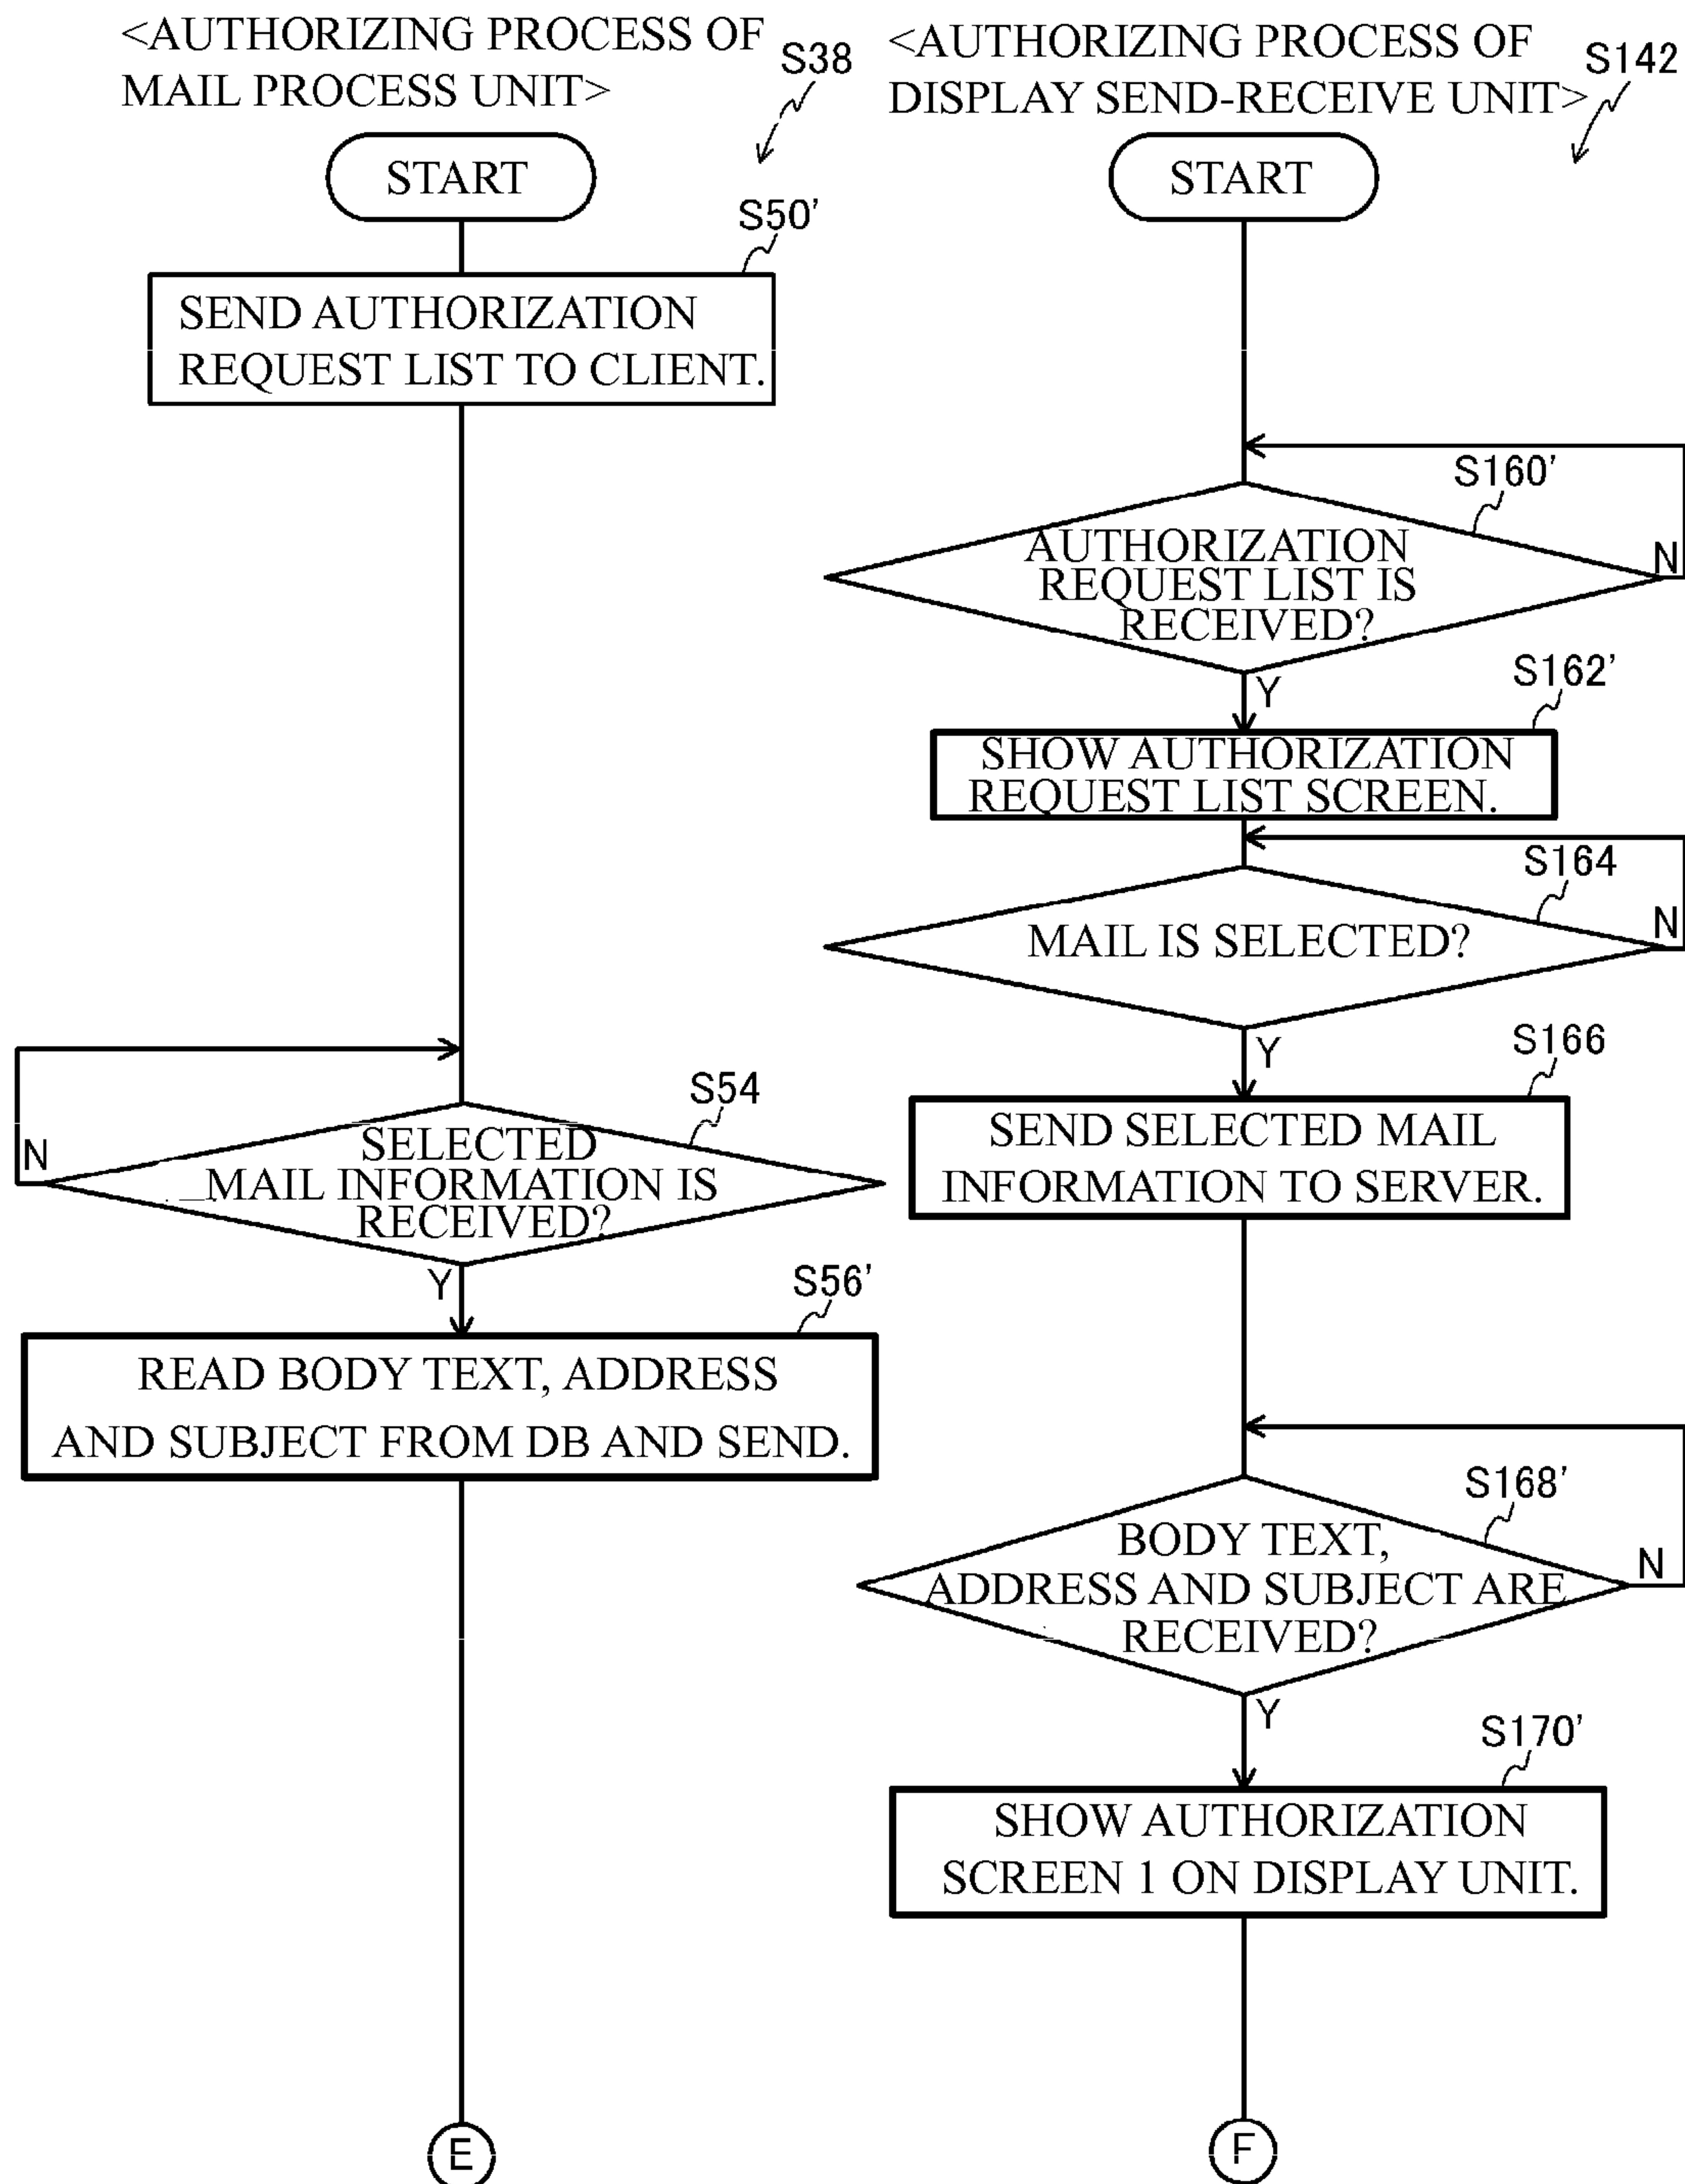 <AUTHORIZING PROCESS OF
MAIL PROCESS UNIT>
S38
START
S50'
SEND AUTHORIZATION
REQUEST LIST TO CLIENT.
N
S54
SELECTED
MAIL INFORMATION IS
RECEIVED?
Y
S56'
READ BODY TEXT, ADDRESS
AND SUBJECT FROM DB AND SEND.
E
<AUTHORIZING PROCESS OF
DISPLAY SEND-RECEIVE UNIT>
S142
START
S160'
AUTHORIZATION
REQUEST LIST IS
RECEIVED?
N
Y
S162'
SHOW AUTHORIZATION
REQUEST LIST SCREEN.
S164
MAIL IS SELECTED?
N
Y
S166
SEND SELECTED MAIL
INFORMATION TO SERVER.
S168'
BODY TEXT,
ADDRESS AND SUBJECT ARE
RECEIVED?
N
Y
S170'
SHOW AUTHORIZATION
SCREEN 1 ON DISPLAY UNIT.
F